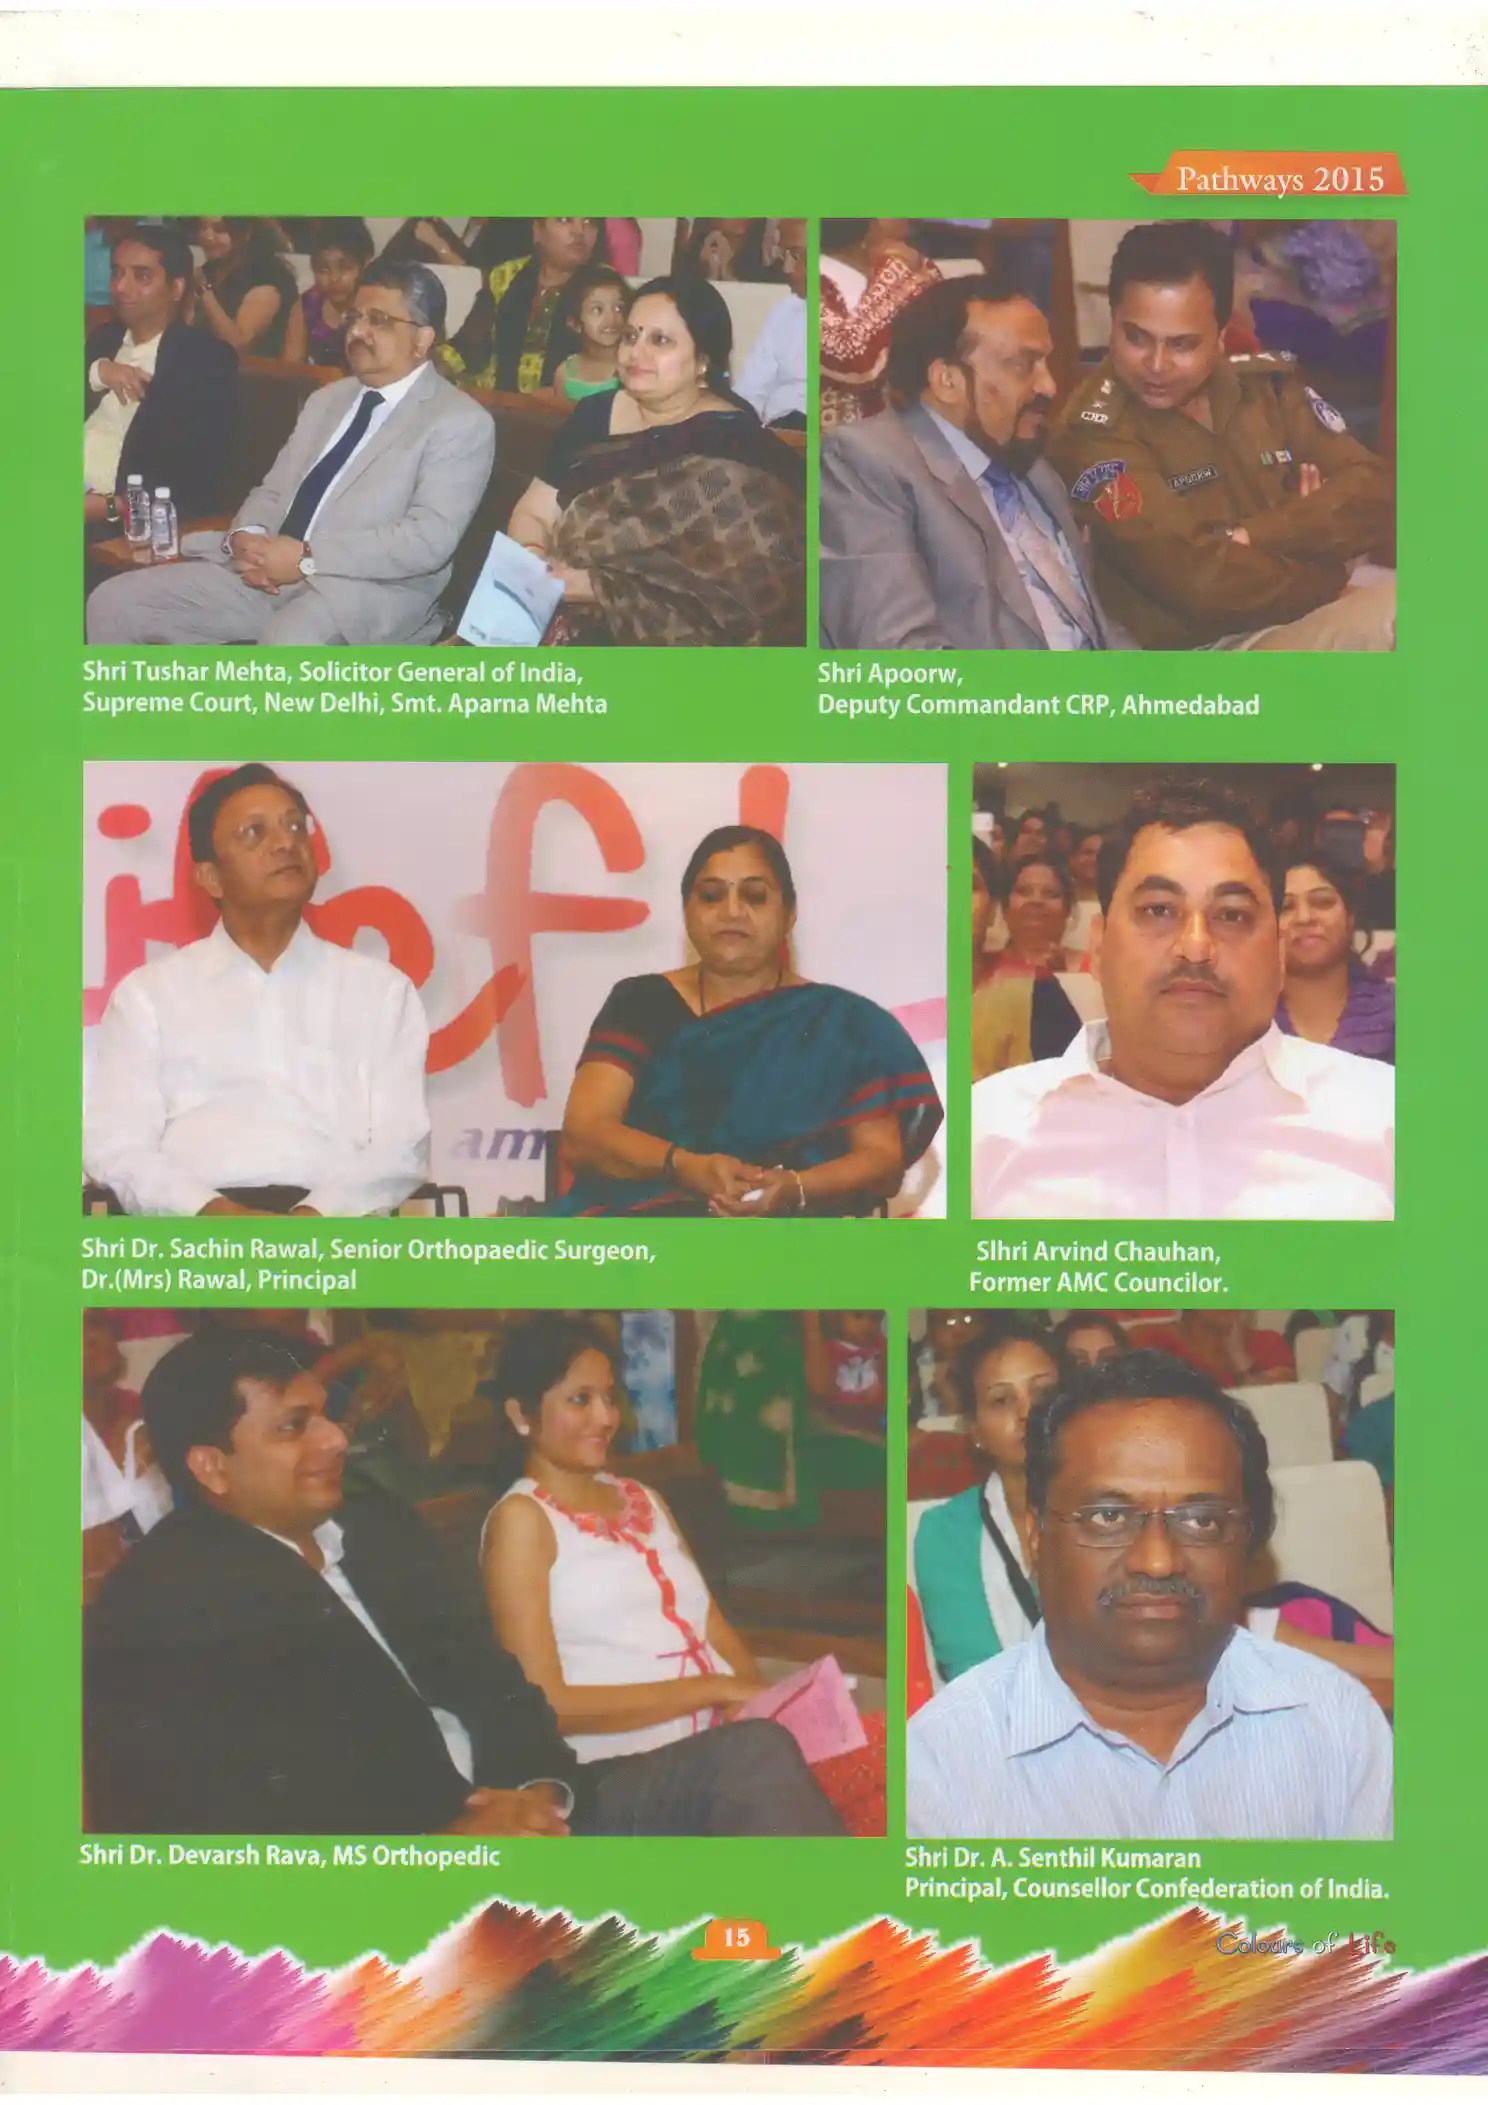 Pathways 2015
CRP
APOORW
Shri Tushar Mehta, Solicitor General of India,
Supreme Court, New Delhi, Smt. Aparna Mehta
Shri Apoorw,
Deputy Commandant CRP, Ahmedabad
am
Shri Dr. Sachin Rawal, Senior Orthopaedic Surgeon,
Dr.(Mrs) Rawal, Principal
Slhri Arvind Chauhan,
Former AMC Councilor.
Shri Dr. Devarsh Rava, MS Orthopedic
Shri Dr. A. Senthil Kumaran
Principal, Counsellor Confederation of India.
15
Colours of Life